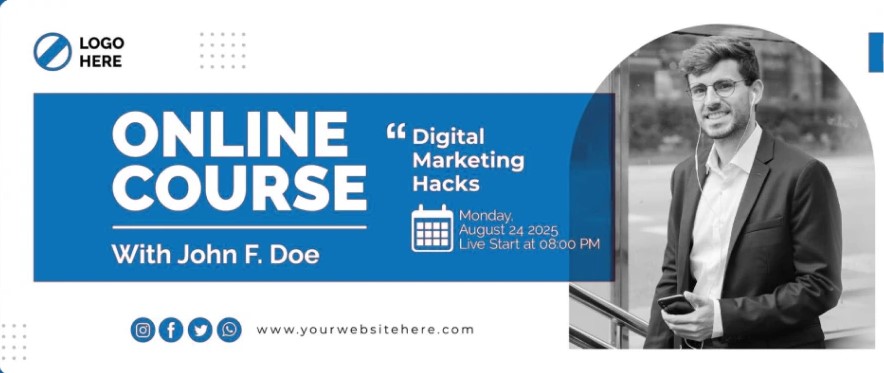 LOGO
HERE
ONLINE
COURSE
With John F. Doe
“ Digital
Marketing
Hacks
Monday,
August 24 2025
Live Start at 08:00 PM
www.yourwebsitehere.com